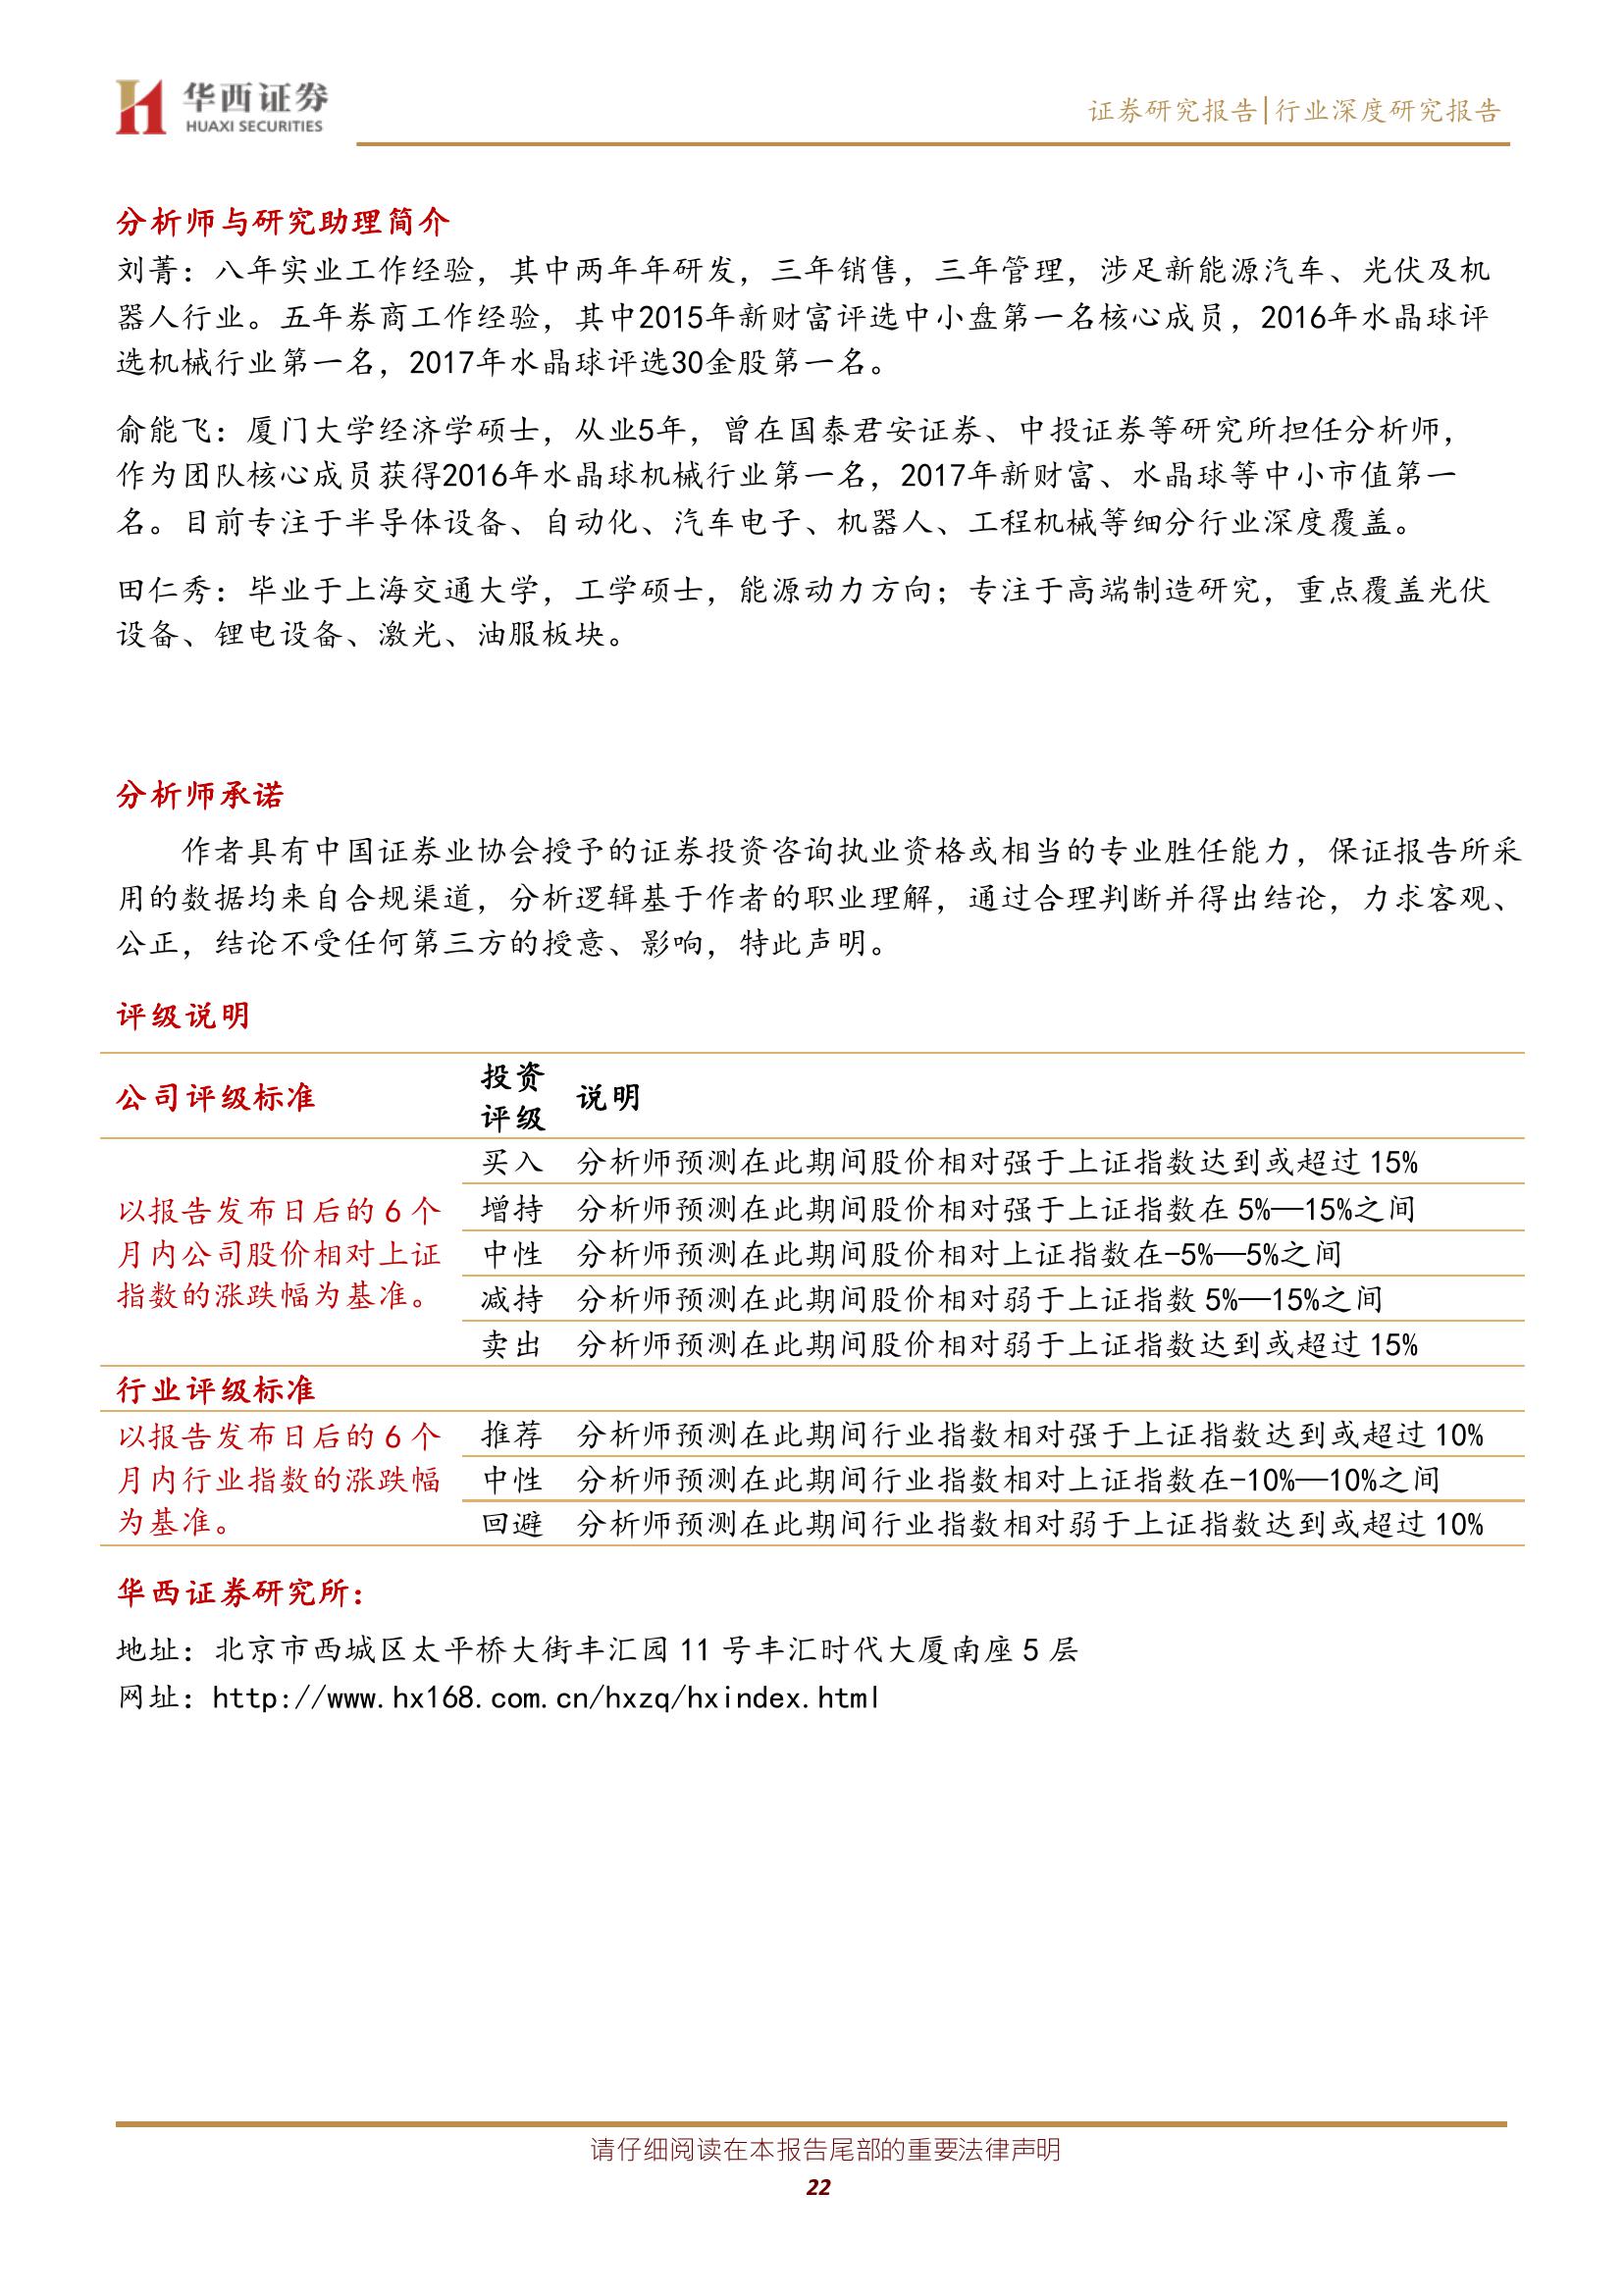 华西证券
HUAXI SECURITIES
证券研究报告|行业深度研究报告
分析师与研究助理简介
刘菁：八年实业工作经验，其中两年年研发，三年销售，三年管理，涉足新能源汽车、光伏及机
器人行业。五年券商工作经验，其中2015年新财富评选中小盘第一名核心成员，2016年水晶球评
选机械行业第一名，2017年水晶球评选30金股第一名。
俞能飞：厦门大学经济学硕士，从业5年，曾在国泰君安证券、中投证券等研究所担任分析师，
作为团队核心成员获得2016年水晶球机械行业第一名，2017年新财富、水晶球等中小市值第一
名。目前专注于半导体设备、自动化、汽车电子、机器人、工程机械等细分行业深度覆盖。
田仁秀：毕业于上海交通大学，工学硕士，能源动力方向；专注于高端制造研究，重点覆盖光伏
设备、锂电设备、激光、油服板块。
分析师承诺
作者具有中国证券业协会授予的证券投资咨询执业资格或相当的专业胜任能力，保证报告所采
用的数据均来自合规渠道，分析逻辑基于作者的职业理解，通过合理判断并得出结论，力求客观、
公正，结论不受任何第三方的授意、影响，特此声明。
评级说明
公司评级标准 投资评级 说明
以报告发布日后的 6 个
月内公司股价相对上证
指数的涨跌幅为基准。
买入 分析师预测在此期间股价相对强于上证指数达到或超过 15%
增持 分析师预测在此期间股价相对强于上证指数在 5%—15%之间
中性 分析师预测在此期间股价相对上证指数在-5%—5%之间
减持 分析师预测在此期间股价相对弱于上证指数 5%—15%之间
卖出 分析师预测在此期间股价相对弱于上证指数达到或超过 15%
行业评级标准
以报告发布日后的 6 个
月内行业指数的涨跌幅
为基准。
推荐 分析师预测在此期间行业指数相对强于上证指数达到或超过 10%
中性 分析师预测在此期间行业指数相对上证指数在-10%—10%之间
回避 分析师预测在此期间行业指数相对弱于上证指数达到或超过 10%
华西证券研究所：
地址：北京市西城区太平桥大街丰汇园 11 号丰汇时代大厦南座 5 层
网址：http://www.hx168.com.cn/hxzq/hxindex.html
请仔细阅读在本报告尾部的重要法律声明
22